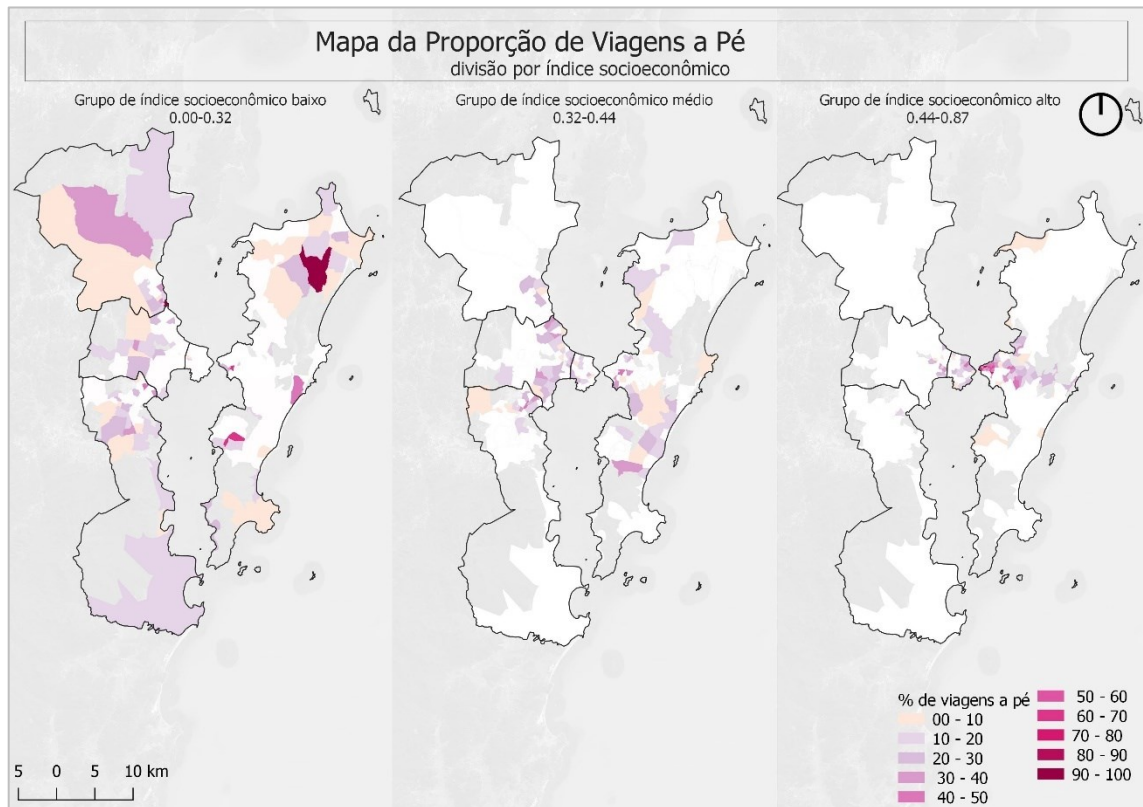 Mapa da Proporção de Viagens a Pé
divisão por índice socioeconômico
Grupo de índice socioeconômico baixo
0.00-0.32
Grupo de índice socioeconômico médio
0.32-0.44
Grupo de índice socioeconômico alto
0.44-0.87
% de viagens a pé
00 - 10
10 - 20
20 - 30
30 - 40
40 - 50
50 - 60
60 - 70
70 - 80
80 - 90
90 - 100
5 0 5 10 km